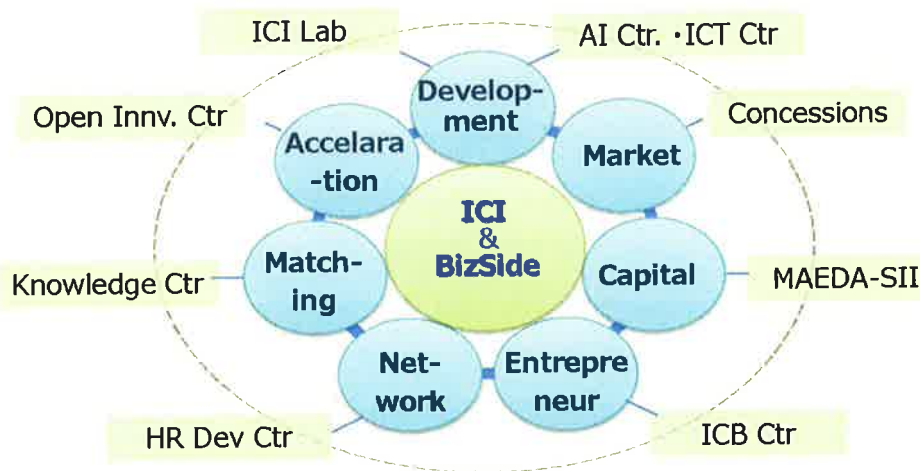 ICI Lab
AI Ctr. ・ICT Ctr
Develop-
ment
Open Innv. Ctr
Concessions
Accelara
-tion
Market
ICI
&
BizSide
Match-
ing
Capital
Knowledge Ctr
MAEDA-SII
Net-
work
Entrepre
neur
HR Dev Ctr
ICB Ctr